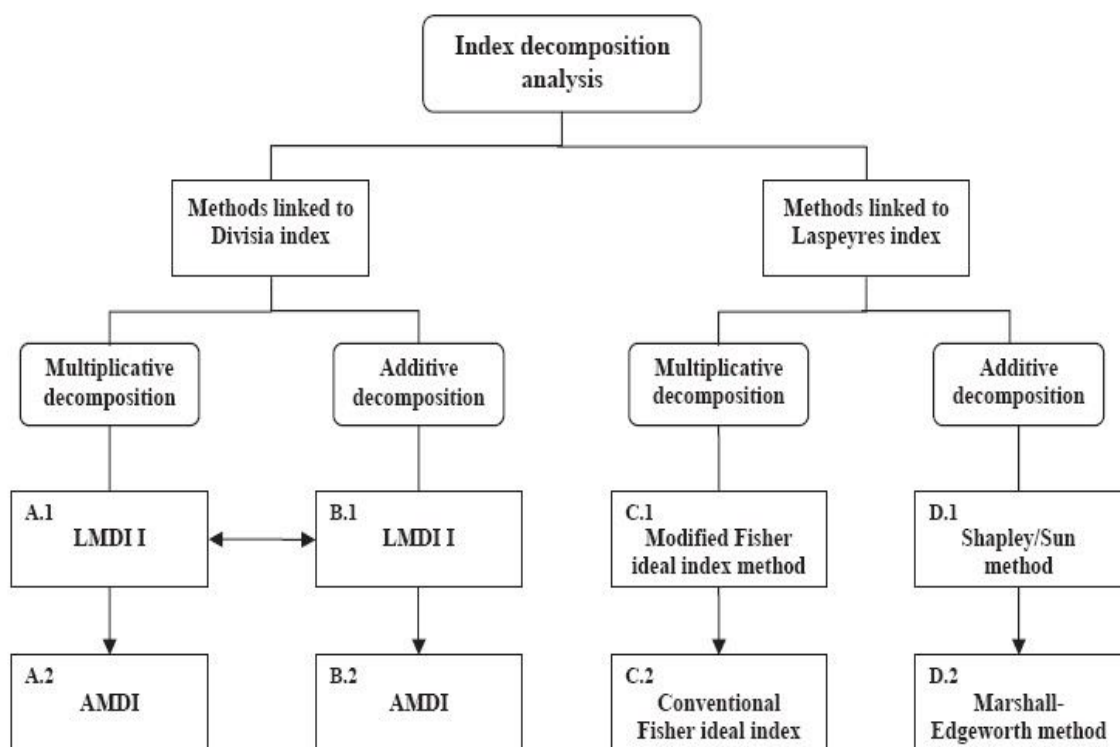 Index decomposition
analysis
Methods linked to
Divisia index
Methods linked to
Laspeyres index
Multiplicative
decomposition
Additive
decomposition
Multiplicative
decomposition
Additive
decomposition
A.1
LMDI I
B.1
LMDI I
C.1
Modified Fisher
ideal index method
D.1
Shapley/Sun
method
A.2
AMDI
B.2
AMDI
C.2
Conventional
Fisher ideal index
D.2
Marshall-
Edgeworth method